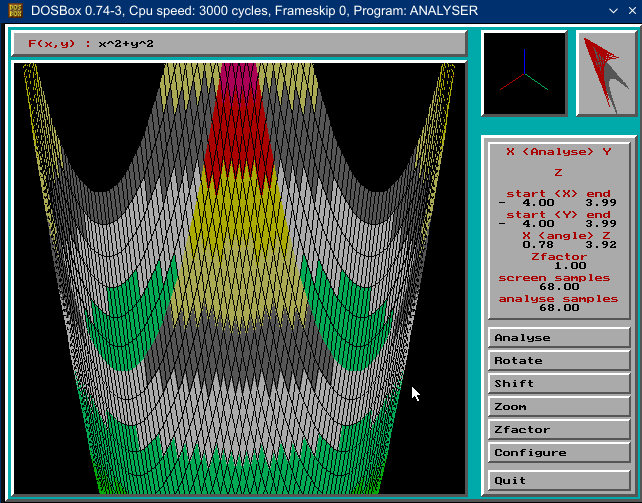 DOSBox 0.74-3, Cpu speed: 3000 cycles, Frameskip 0, Program: ANALYSER
F(x,y) : x^2+y^2
X <Analyse> Y
Z
start <X> end
- 4.00 3.99
start <Y> end
- 4.00 3.99
X <angle> Z
0.78 3.92
Zfactor
1.00
screen samples
68.00
analyse samples
68.00
Analyse
Rotate
Shift
Zoom
Zfactor
Configure
Quit